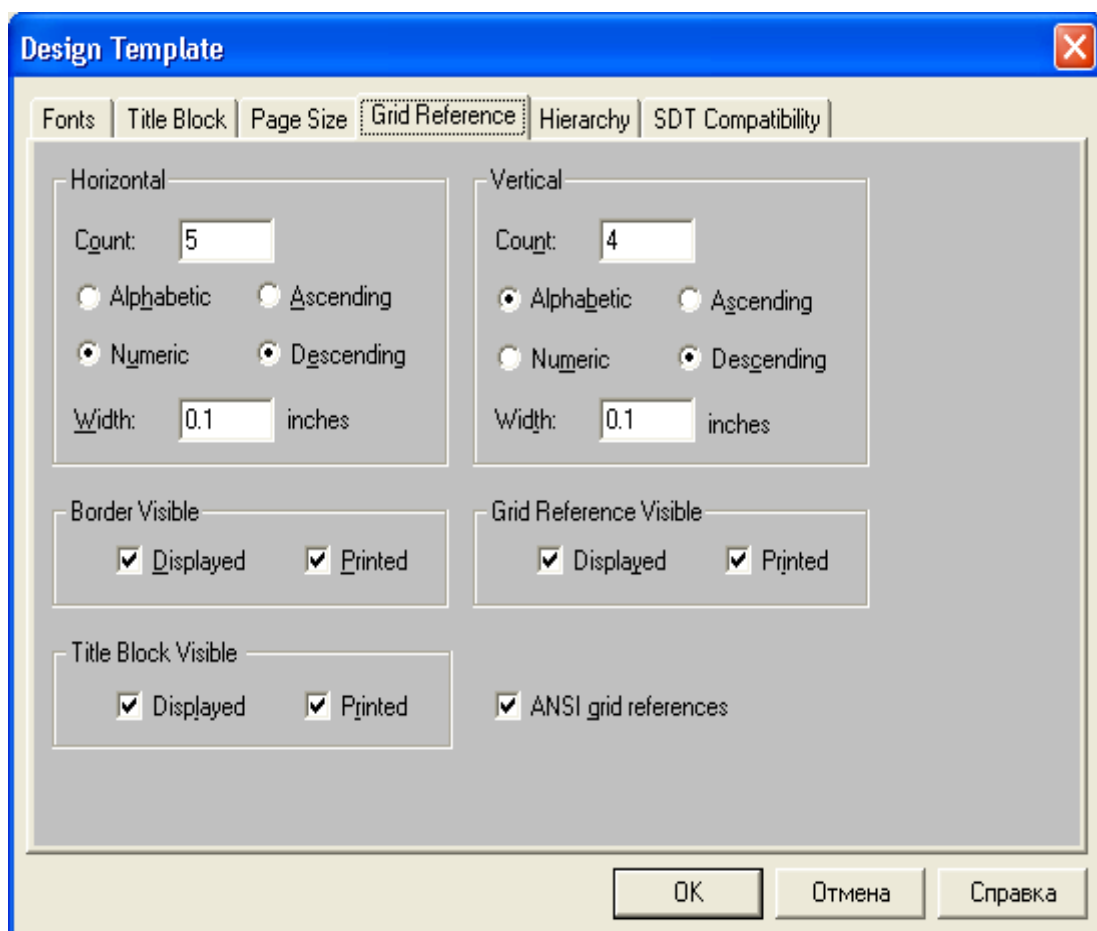 Design Template
Fonts Title Block Page Size Grid Reference Hierarchy SDT Compatibility
Horizontal
Count: 5
Alphabetic Ascending
Numeric Descending
Width: 0.1 inches
Vertical
Count: 4
Alphabetic Ascending
Numeric Descending
Width: 0.1 inches
Border Visible
Displayed Printed
Grid Reference Visible
Displayed Printed
Title Block Visible
Displayed Printed
ANSI grid references
OK Отмена Справка